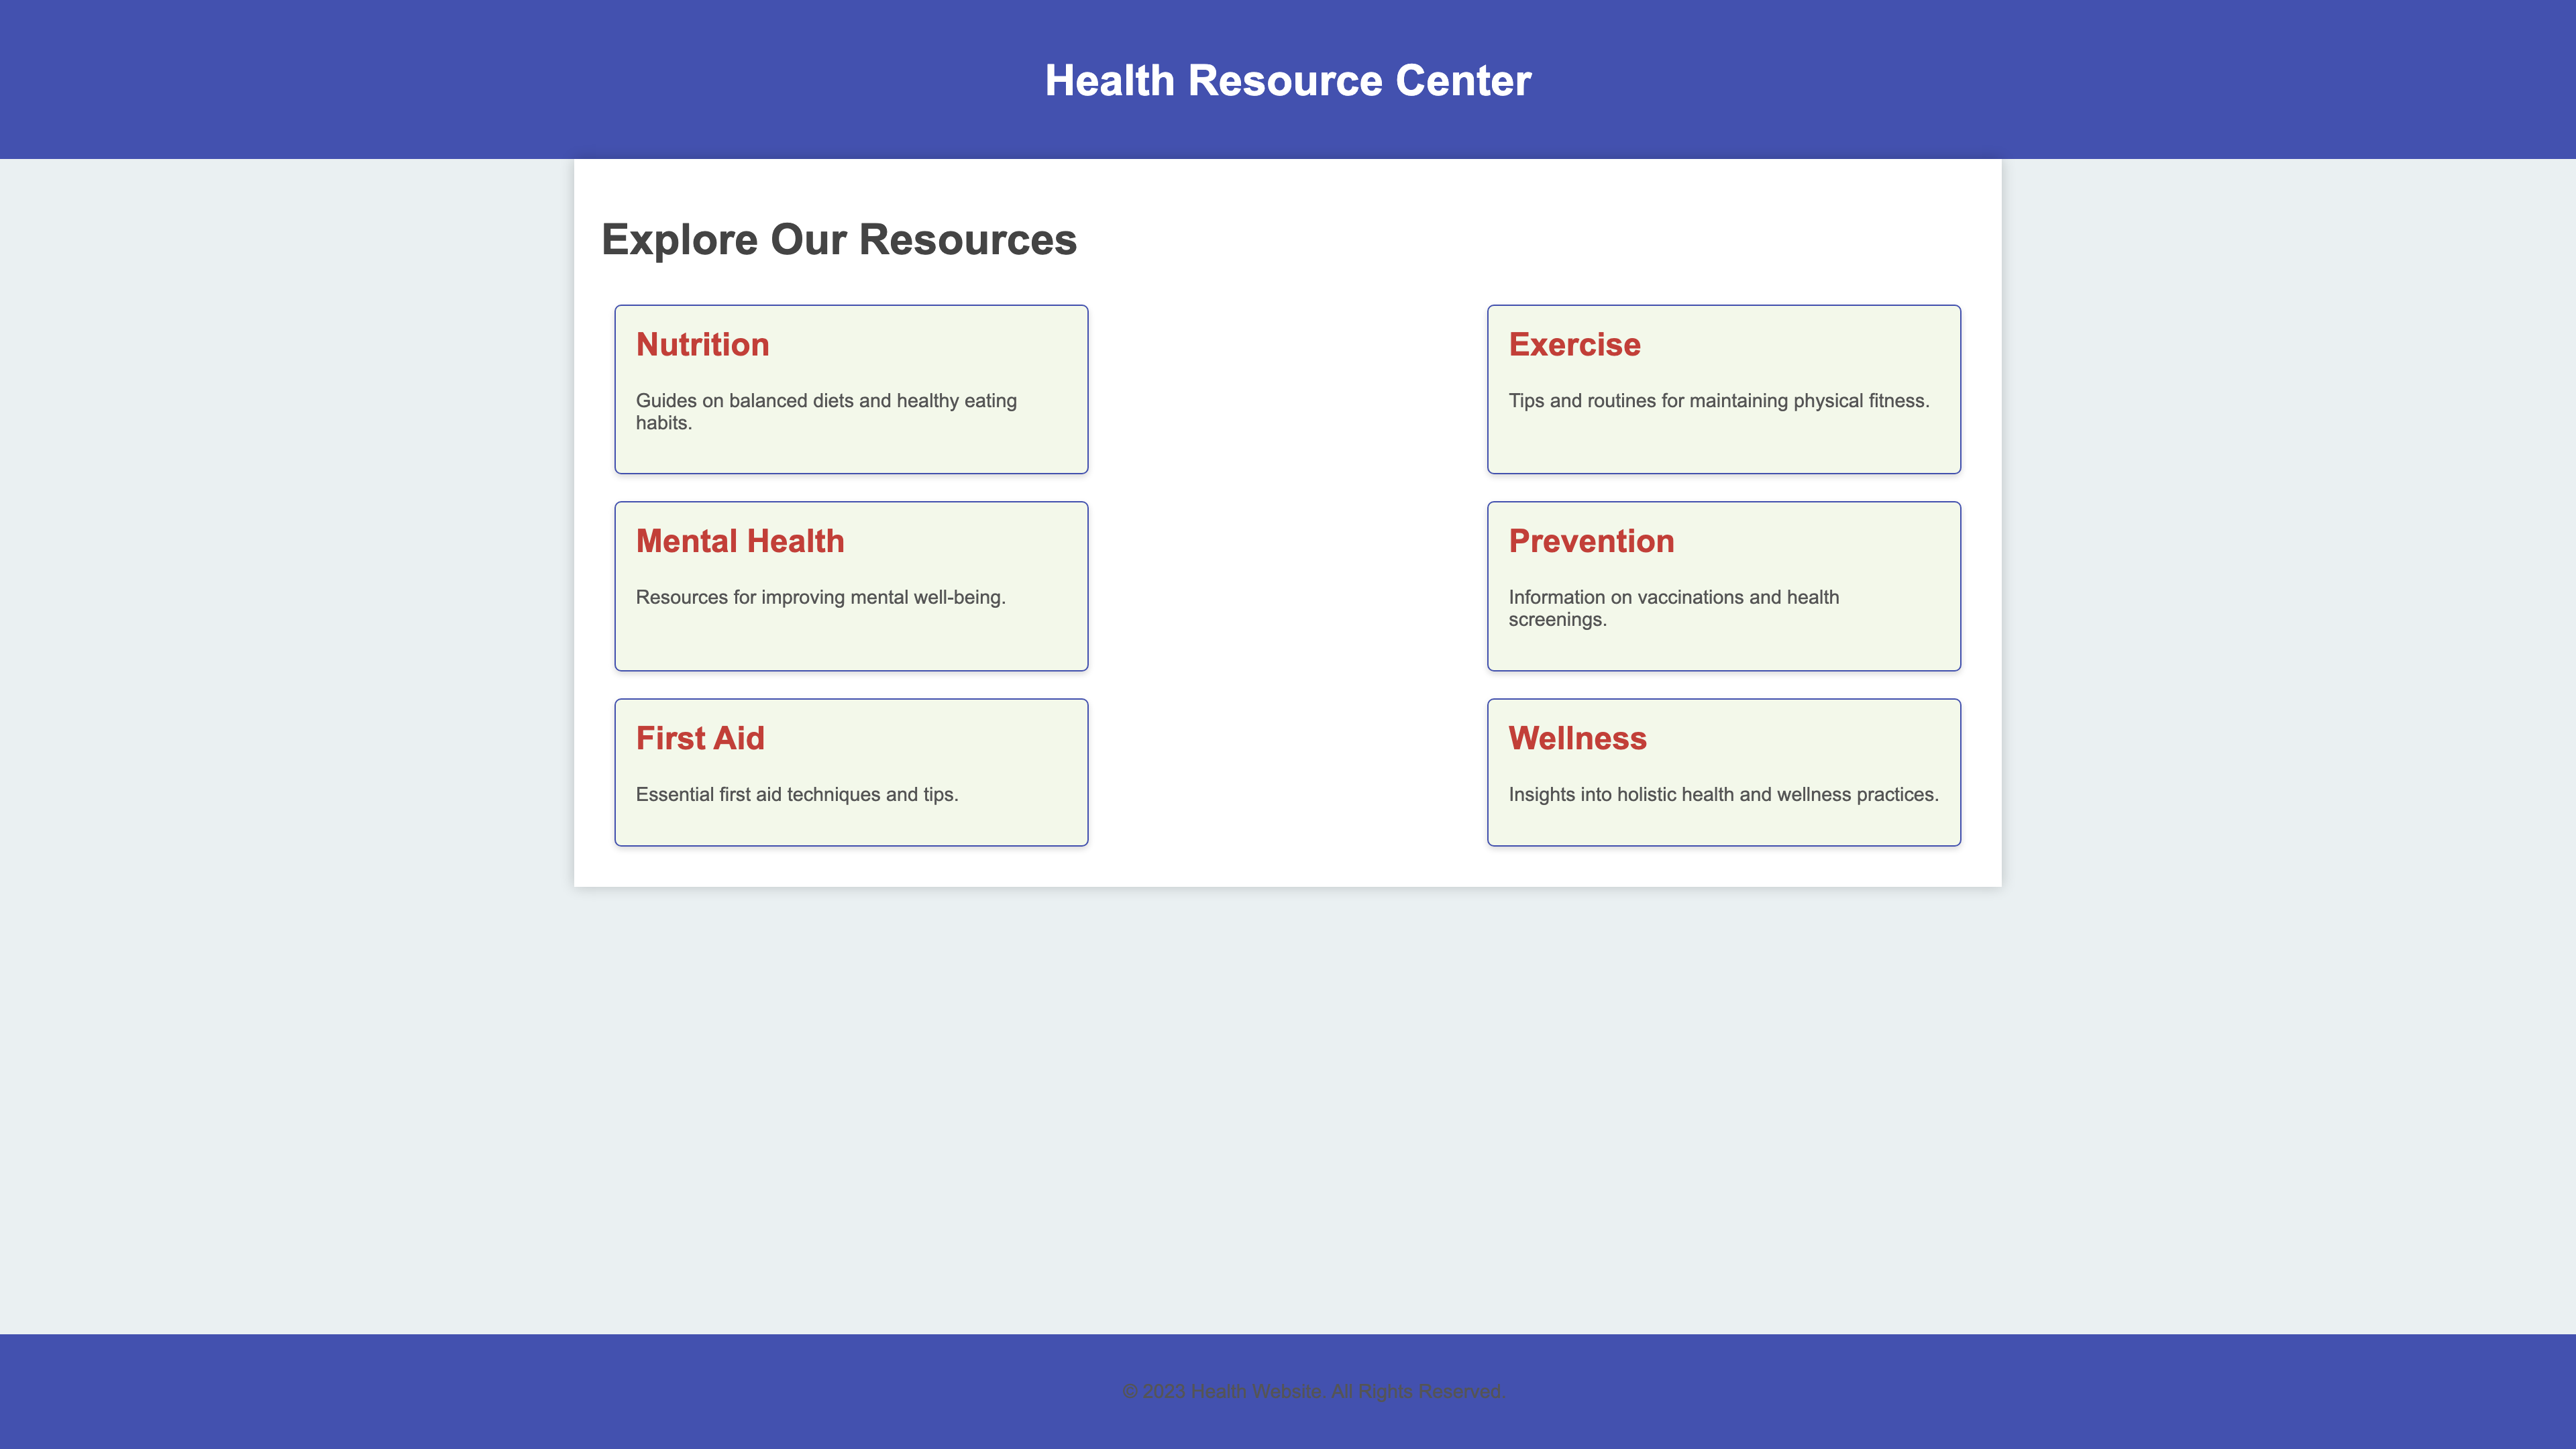 Health Resource Center
Explore Our Resources
Nutrition
Guides on balanced diets and healthy eating
habits.
Exercise
Tips and routines for maintaining physical fitness.
Mental Health
Resources for improving mental well-being.
Prevention
Information on vaccinations and health
screenings.
First Aid
Essential first aid techniques and tips.
Wellness
Insights into holistic health and wellness practices.
© 2023 Health Website. All Rights Reserved.